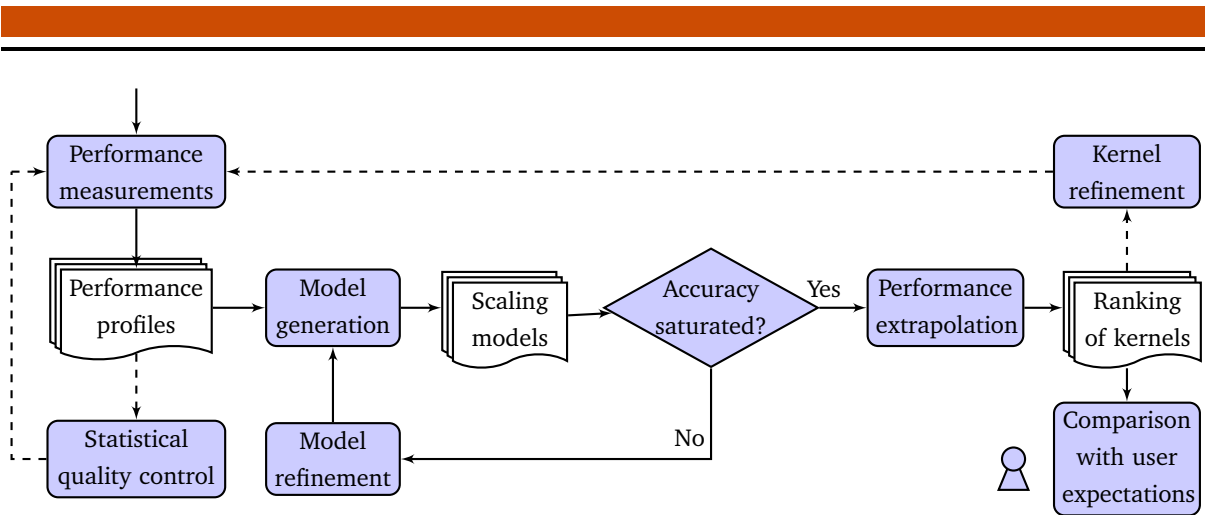 Performance
measurements
Kernel
refinement
Performance
profiles
Model
generation
Scaling
models
Accuracy
saturated?
Yes
Performance
extrapolation
Ranking
of kernels
Statistical
quality control
Model
refinement
No
Comparison
with user
expectations